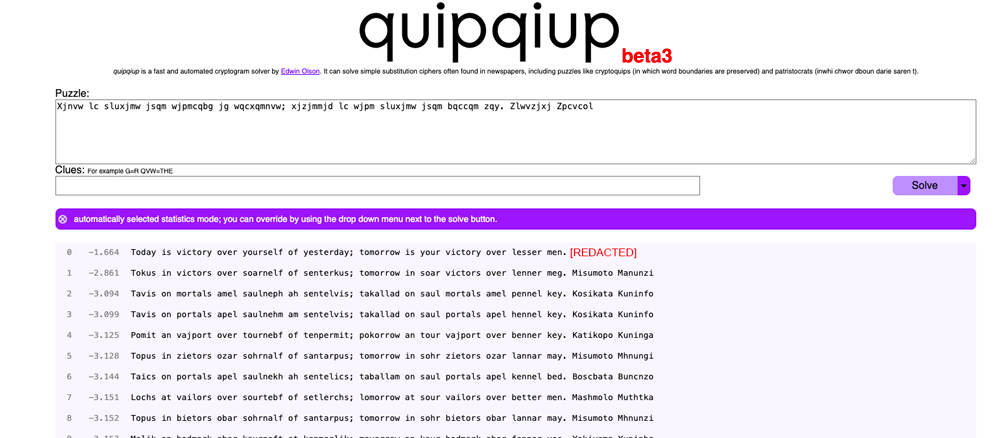 quipqiup beta3
quipqiup is a fast and automated cryptogram solver by Edwin Olson. It can solve simple substitution ciphers often found in newspapers, including puzzles like cryptoquips (in which word boundaries are preserved) and patristocrats (inwhi chwor dboun darie saren t).
Puzzle:
Xjnvw lc sluxjmw jsqm wjpmcqbg jg wqcxqmnvw; xjzjmmjd lc wjpm sluxjmw jsqm bqccqm zqy. Zlwvzjxj Zpcvcol
Clues: For example G=R QVW=THE
Solve
automatically selected statistics mode; you can override by using the drop down menu next to the solve button.
0 -1.664 Today is victory over yourself of yesterday; tomorrow is your victory over lesser men. [REDACTED]
1 -2.861 Tokus in victors over soarnelf of senterkus; tomorrow in soar victors over lenner meg. Misumoto Manunzi
2 -3.094 Tavis on mortals amel saulneph ah sentelvis; takallad on saul mortals amel pennel key. Kosikata Kuninfo
3 -3.099 Tavis on portals apel saulnehm am sentelvis; takallad on saul portals apel hennel key. Kosikata Kuninfo
4 -3.125 Pomit an vajport over tournebf of tenpermit; pokorrow an tour vajport over benner key. Katikopo Kuninga
5 -3.128 Topus in zietors ozar sohrnalf of santarpus; tomorrow in sohr zietors ozar lannar may. Misumoto Mhnungi
6 -3.144 Taics on portals apel saulnekh ah sentelics; taballam on saul portals apel kennel bed. Boscbata Buncnzo
7 -3.151 Lochs at vailors over sourtebf of setlerchs; lomorrow at sour vailors over better men. Mashmolo Muthtka
8 -3.152 Topus in bietors obar sohrnalf of santarpus; tomorrow in sohr bietors obar lannar may. Misumoto Mhnunzi